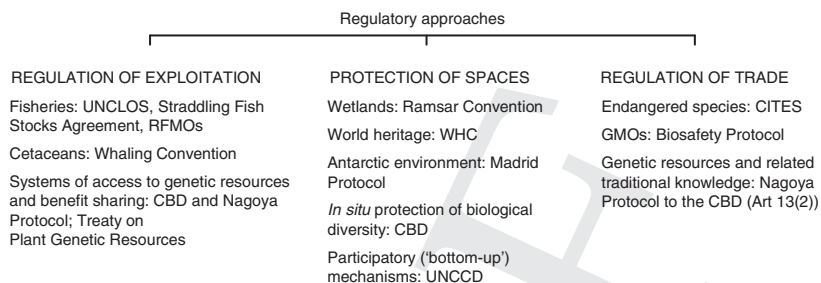 Regulatory approaches
REGULATION OF EXPLOITATION
Fisheries: UNCLOS, Straddling Fish
Stocks Agreement, RFMOs
Cetaceans: Whaling Convention
Systems of access to genetic resources
and benefit sharing: CBD and Nagoya
Protocol; Treaty on
Plant Genetic Resources
PROTECTION OF SPACES
Wetlands: Ramsar Convention
World heritage: WHC
Antarctic environment: Madrid
Protocol
In situ protection of biological
diversity: CBD
Participatory (‘bottom-up’)
mechanisms: UNCCD
REGULATION OF TRADE
Endangered species: CITES
GMOs: Biosafety Protocol
Genetic resources and related
traditional knowledge: Nagoya
Protocol to the CBD (Art 13(2))